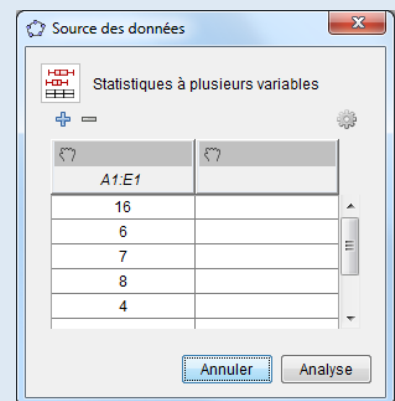 Source des données
Statistiques à plusieurs variables
A1:E1
16
6
7
8
4
Annuler
Analyse